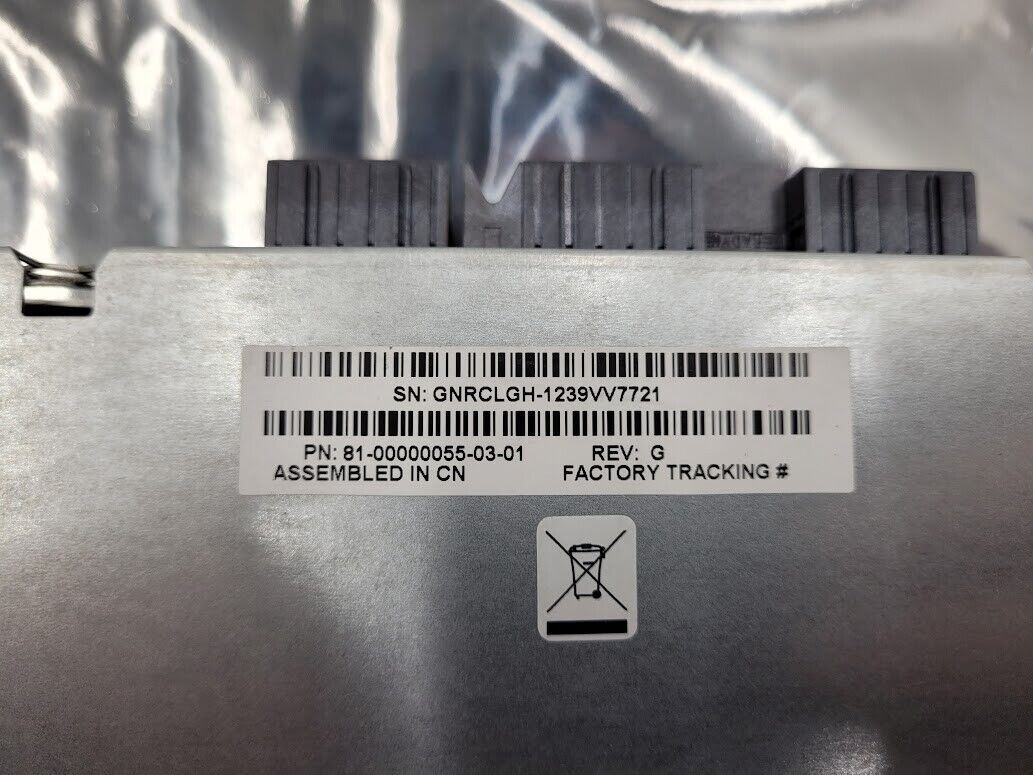 SN: GNRCLGH-1239VV7721
PN: 81-00000055-03-01 REV: G
ASSEMBLED IN CN FACTORY TRACKING #